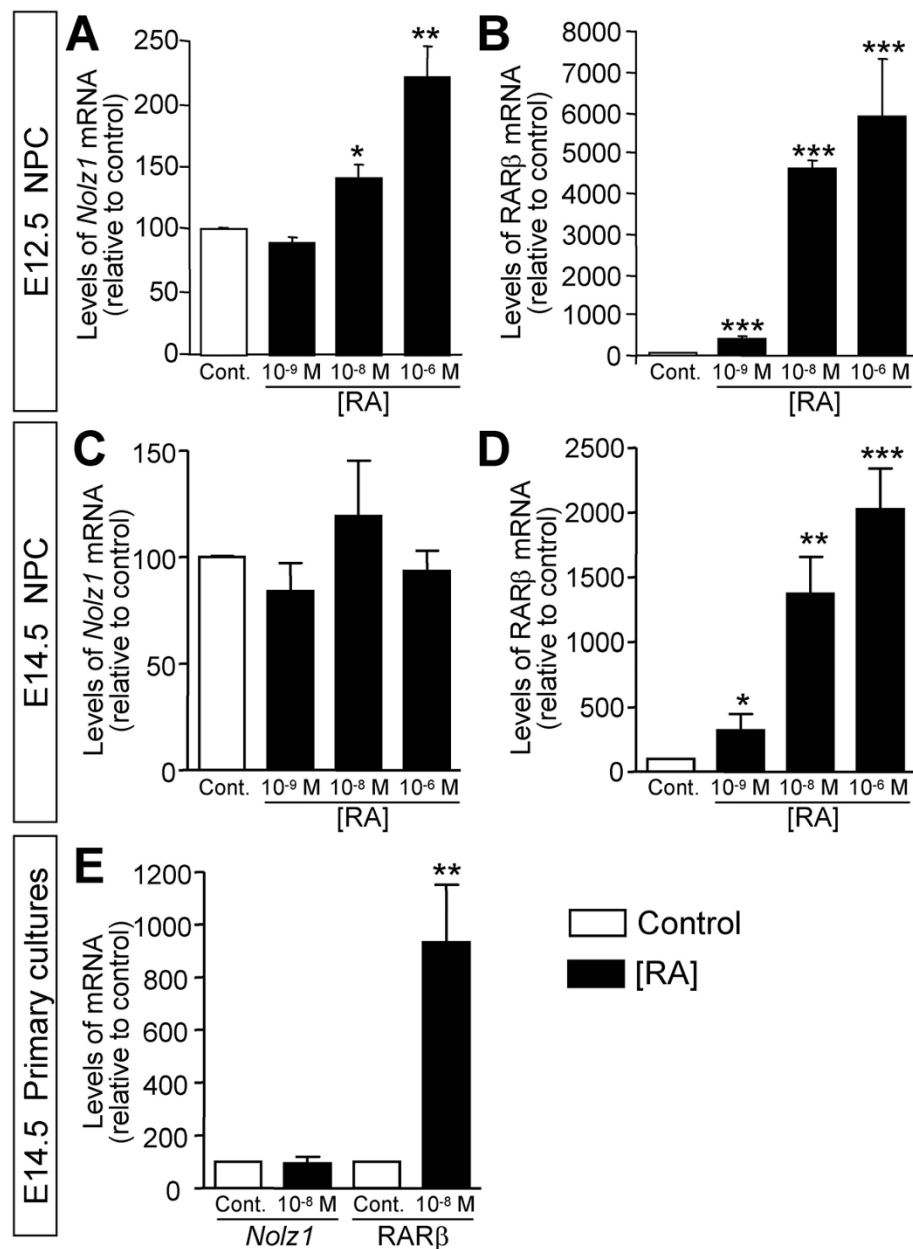 E12.5 NPC
A
Levels of Nolz1 mRNA
(relative to control)
250
200
150
100
50
0
*
**
Cont. 10⁻⁹ M 10⁻⁸ M 10⁻⁶ M
[RA]
B
Levels of RARβ mRNA
(relative to control)
8000
7000
6000
5000
4000
3000
2000
1000
0
***
***
***
Cont. 10⁻⁹ M 10⁻⁸ M 10⁻⁶ M
[RA]
E14.5 NPC
C
Levels of Nolz1 mRNA
(relative to control)
150
100
50
0
Cont. 10⁻⁹ M 10⁻⁸ M 10⁻⁶ M
[RA]
D
Levels of RARβ mRNA
(relative to control)
2500
2000
1500
1000
500
0
*
**
***
Cont. 10⁻⁹ M 10⁻⁸ M 10⁻⁶ M
[RA]
E14.5 Primary cultures
E
Levels of mRNA
(relative to control)
1200
1000
800
600
400
200
0
**
Cont. 10⁻⁸ M Cont. 10⁻⁸ M
Nolz1 RARβ
Control
[RA]